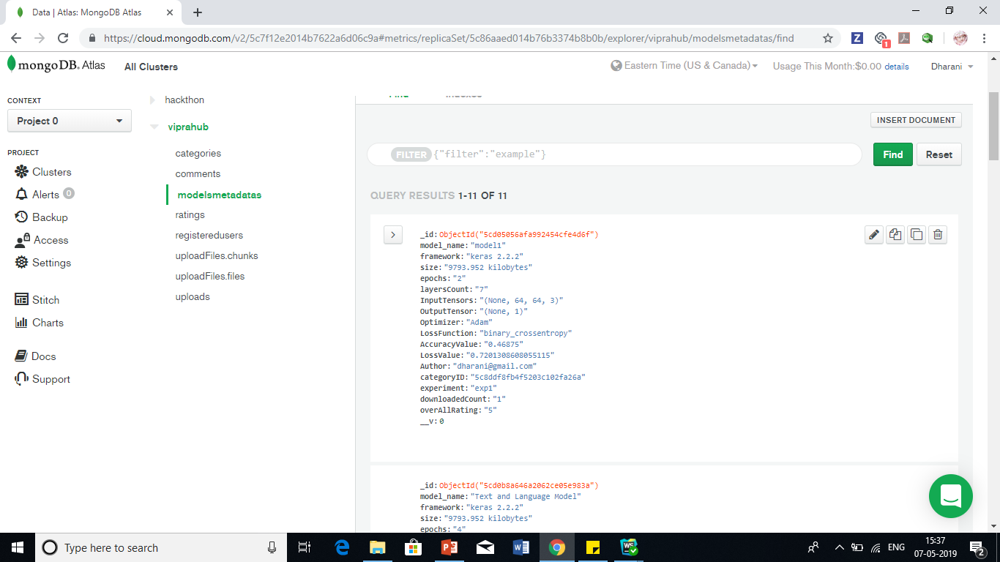 Data | Atlas: MongoDB Atlas
https://cloud.mongodb.com/v2/5c7f12e2014b7622a6d06c9a#metrics/replicaSet/5c86aaed014b76b3374b8b0b/explorer/viprahub/modelsmetadatas/find
Z
1
mongoDB. Atlas
All Clusters
Eastern Time (US & Canada)
Usage This Month:$0.00 details
Dharani
CONTEXT
Project 0
PROJECT
Clusters
Alerts 0
Backup
Access
Settings
Stitch
Charts
Docs
Support
hackthon
viprahub
categories
comments
modelsmetadatas
ratings
registeredusers
uploadFiles.chunks
uploadFiles.files
uploads
Find Indexes
INSERT DOCUMENT
FILTER {"filter":"example"}
Find
Reset
QUERY RESULTS 1-11 OF 11
_id: ObjectId("5cd05056afa992454cfe4d6f")
model_name: "model1"
framework: "keras 2.2.2"
size: "9793.952 kilobytes"
epochs: "2"
layersCount: "7"
InputTensors: "(None, 64, 64, 3)"
OutputTensor: "(None, 1)"
Optimizer: "Adam"
LossFunction: "binary_crossentropy"
AccuracyValue: "0.46875"
LossValue: "0.7201308608055115"
Author: "dharani@gmail.com"
categoryID: "5c8ddf8fb4f5203c102fa26a"
experiment: "exp1"
downloadedCount: "1"
overAllRating: "5"
__v: 0
_id: ObjectId("5cd0b8a646a2062ce05e983a")
model_name: "Text and Language Model"
framework: "keras 2.2.2"
size: "9793.952 kilobytes"
epochs: "4"
Type here to search
ENG
15:37
07-05-2019
2